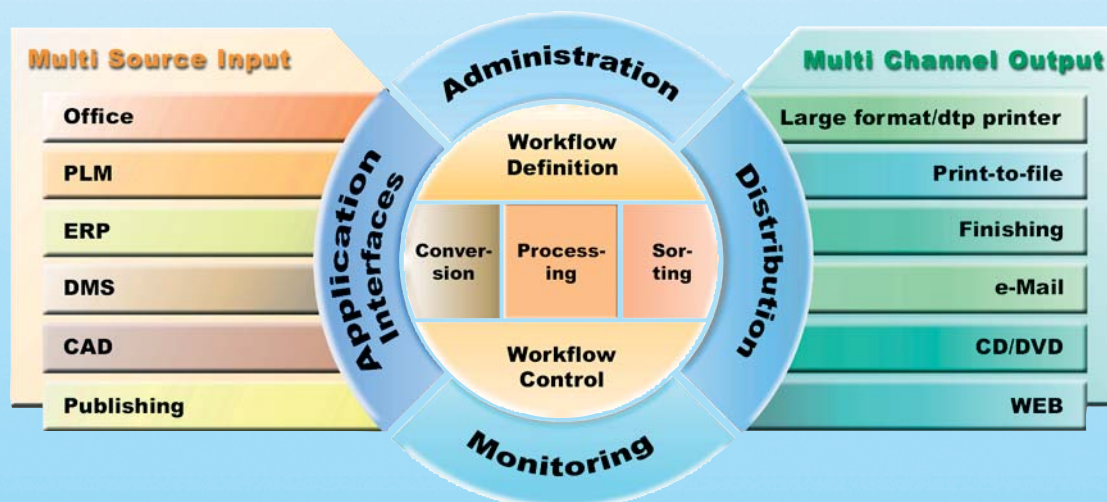 Multi Source Input
Office
PLM
ERP
DMS
CAD
Publishing
Application
Interfaces
Administration
Workflow
Definition
Conver-
sion
Process-
ing
Sor-
ting
Workflow
Control
Monitoring
Distribution
Multi Channel Output
Large format/dtp printer
Print-to-file
Finishing
e-Mail
CD/DVD
WEB